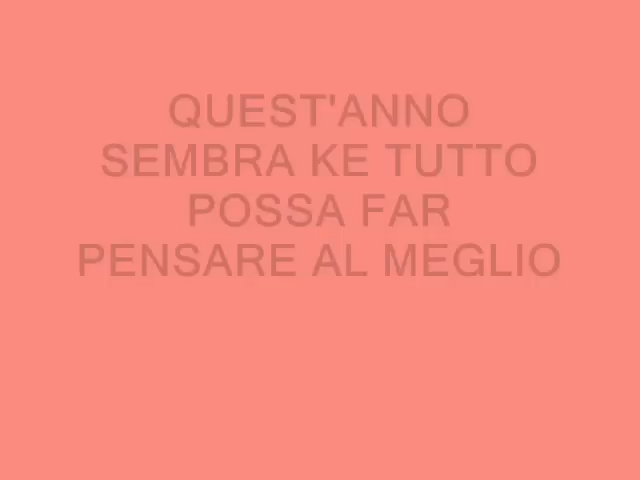 QUEST'ANNO
SEMBRA KE TUTTO
POSSA FAR
PENSARE AL MEGLIO